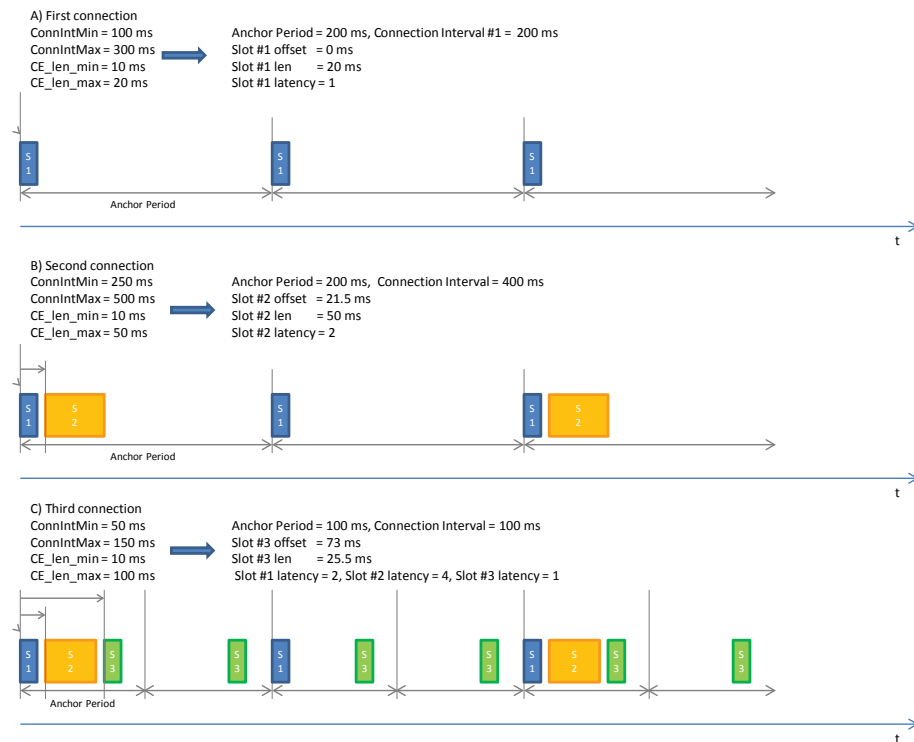 A) First connection
ConnIntMin = 100 ms
ConnIntMax = 300 ms
CE_len_min = 10 ms
CE_len_max = 20 ms
Anchor Period = 200 ms, Connection Interval #1 = 200 ms
Slot #1 offset = 0 ms
Slot #1 len = 20 ms
Slot #1 latency = 1
S
1
S
1
S
1
Anchor Period
t
B) Second connection
ConnIntMin = 250 ms
ConnIntMax = 500 ms
CE_len_min = 10 ms
CE_len_max = 50 ms
Anchor Period = 200 ms, Connection Interval = 400 ms
Slot #2 offset = 21.5 ms
Slot #2 len = 50 ms
Slot #2 latency = 2
S
1
S
2
S
1
S
1
S
2
Anchor Period
t
C) Third connection
ConnIntMin = 50 ms
ConnIntMax = 150 ms
CE_len_min = 10 ms
CE_len_max = 100 ms
Anchor Period = 100 ms, Connection Interval = 100 ms
Slot #3 offset = 73 ms
Slot #3 len = 25.5 ms
Slot #1 latency = 2, Slot #2 latency = 4, Slot #3 latency = 1
S
1
S
2
S
3
S
3
S
1
S
3
S
3
S
1
S
2
S
3
S
3
Anchor Period
t